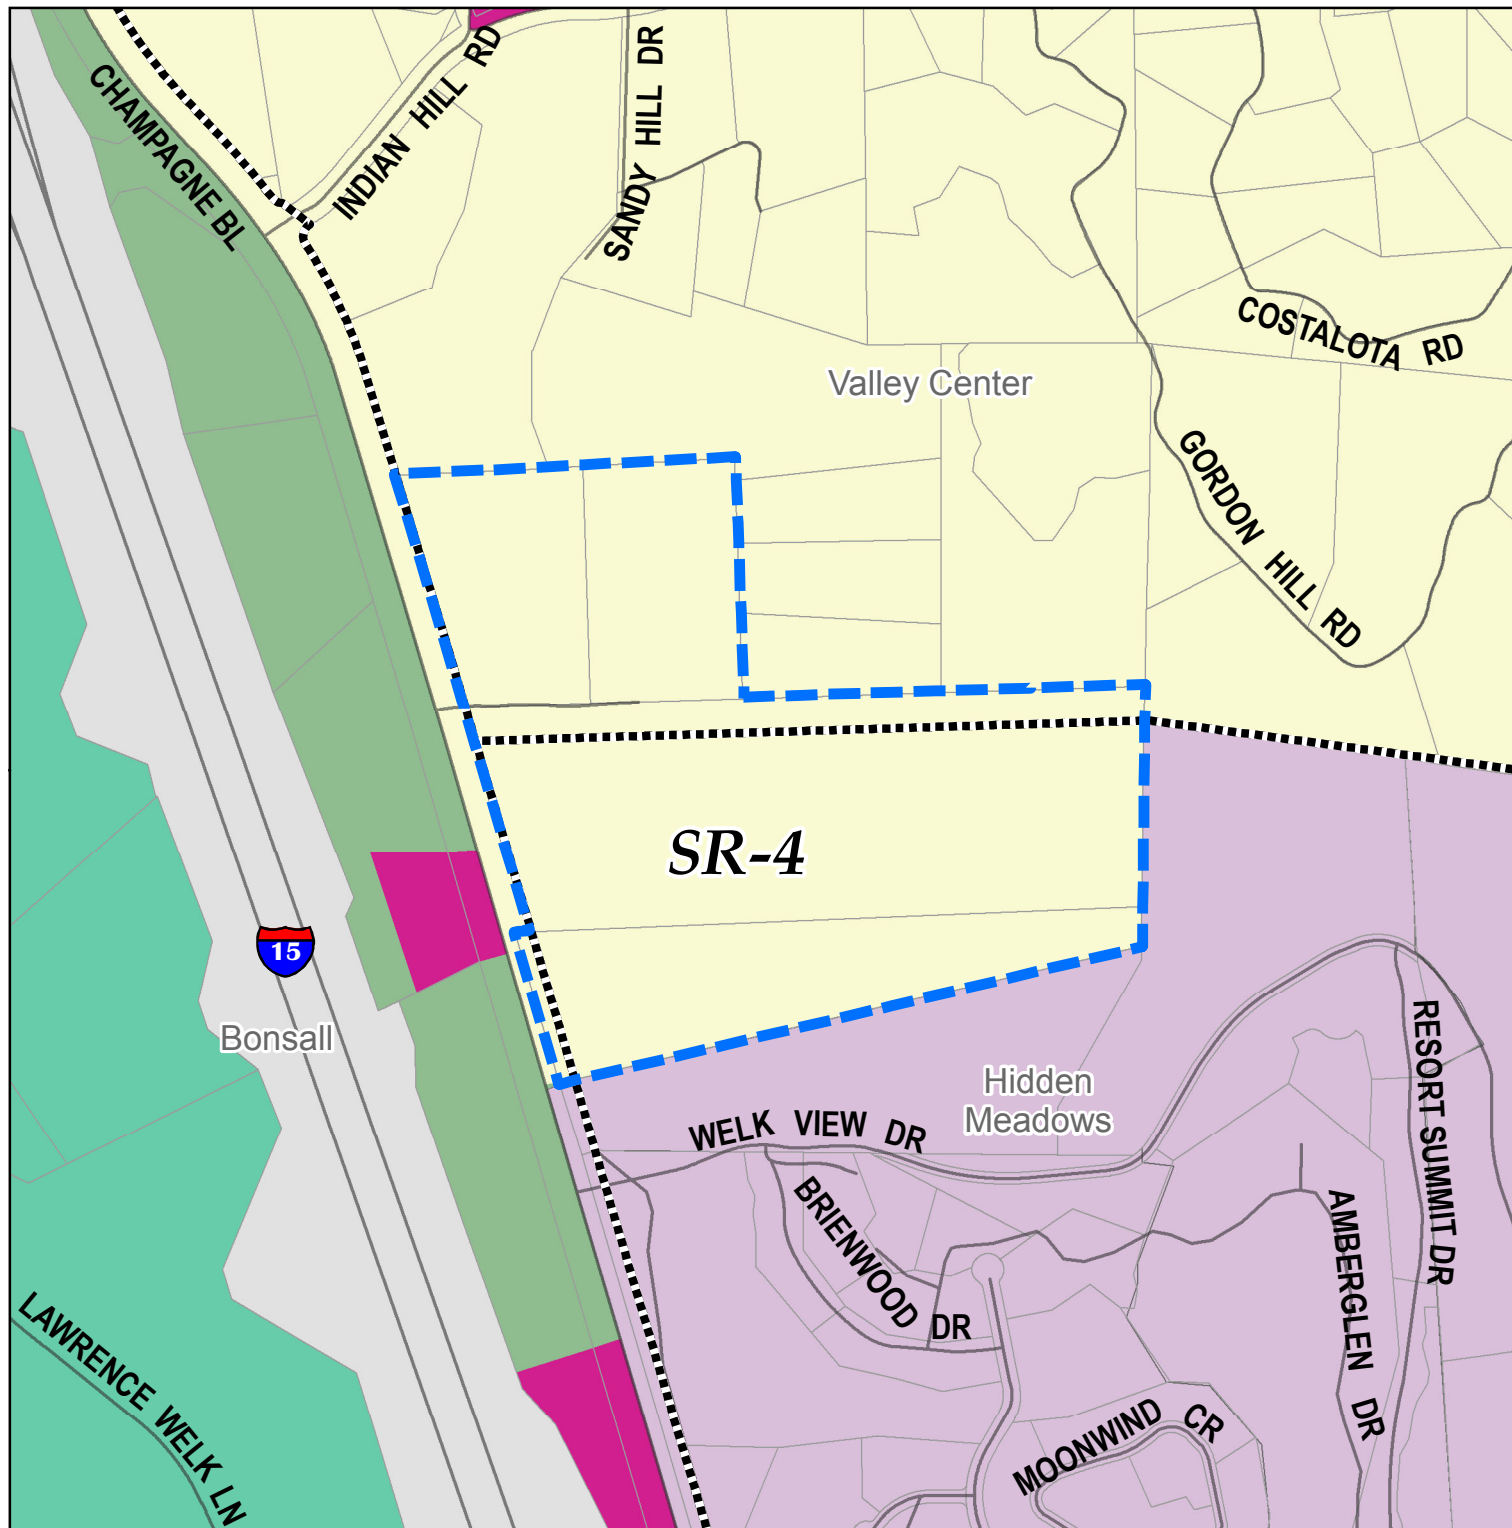 CHAMPAGNE BL
INDIAN HILL RD
SANDY HILL DR
COSTALOTA RD
Valley Center
GORDON HILL RD
SR-4
15
Bonsall
Hidden
Meadows
RESORT SUMMIT DR
WELK VIEW DR
BRIENWOOD DR
AMBERGLEN DR
LAWRENCE WELK LN
MOONWIND CR